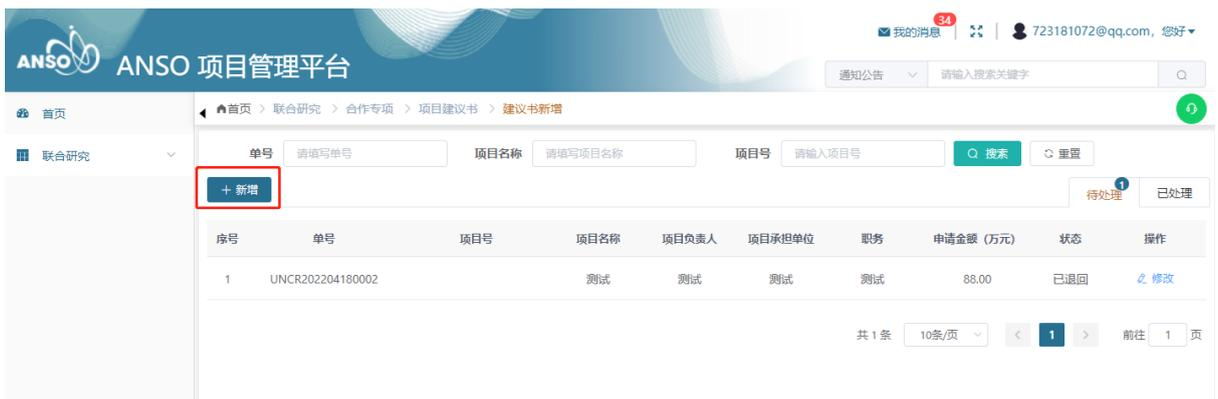 我的消息 34 723181072@qq.com，您好
ANSO ANSO 项目管理平台
通知公告 请输入搜索关键字
首页
首页 > 联合研究 > 合作专项 > 项目建议书 > 建议书新增
联合研究
单号 请填写单号 项目名称 请填写项目名称 项目号 请输入项目号 搜索 重置
+ 新增 待处理 1 已处理
序号 单号 项目号 项目名称 项目负责人 项目承担单位 职务 申请金额（万元） 状态 操作
1 UNCR202204180002 测试 测试 测试 测试 88.00 已退回 修改
共 1 条 10条/页 < 1 > 前往 1 页